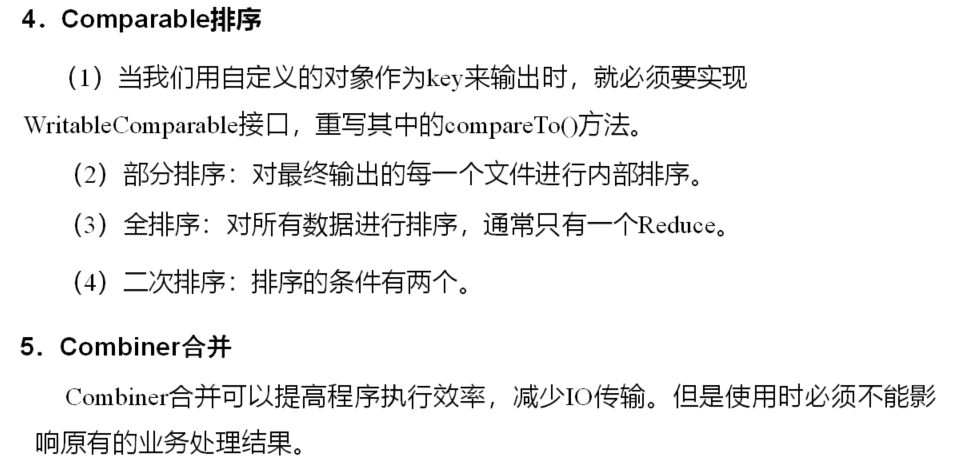 4．Comparable排序
（1）当我们用自定义的对象作为key来输出时，就必须要实现
WritableComparable接口，重写其中的compareTo()方法。
（2）部分排序：对最终输出的每一个文件进行内部排序。
（3）全排序：对所有数据进行排序，通常只有一个Reduce。
（4）二次排序：排序的条件有两个。
5．Combiner合并
Combiner合并可以提高程序执行效率，减少IO传输。但是使用时必须不能影
响原有的业务处理结果。